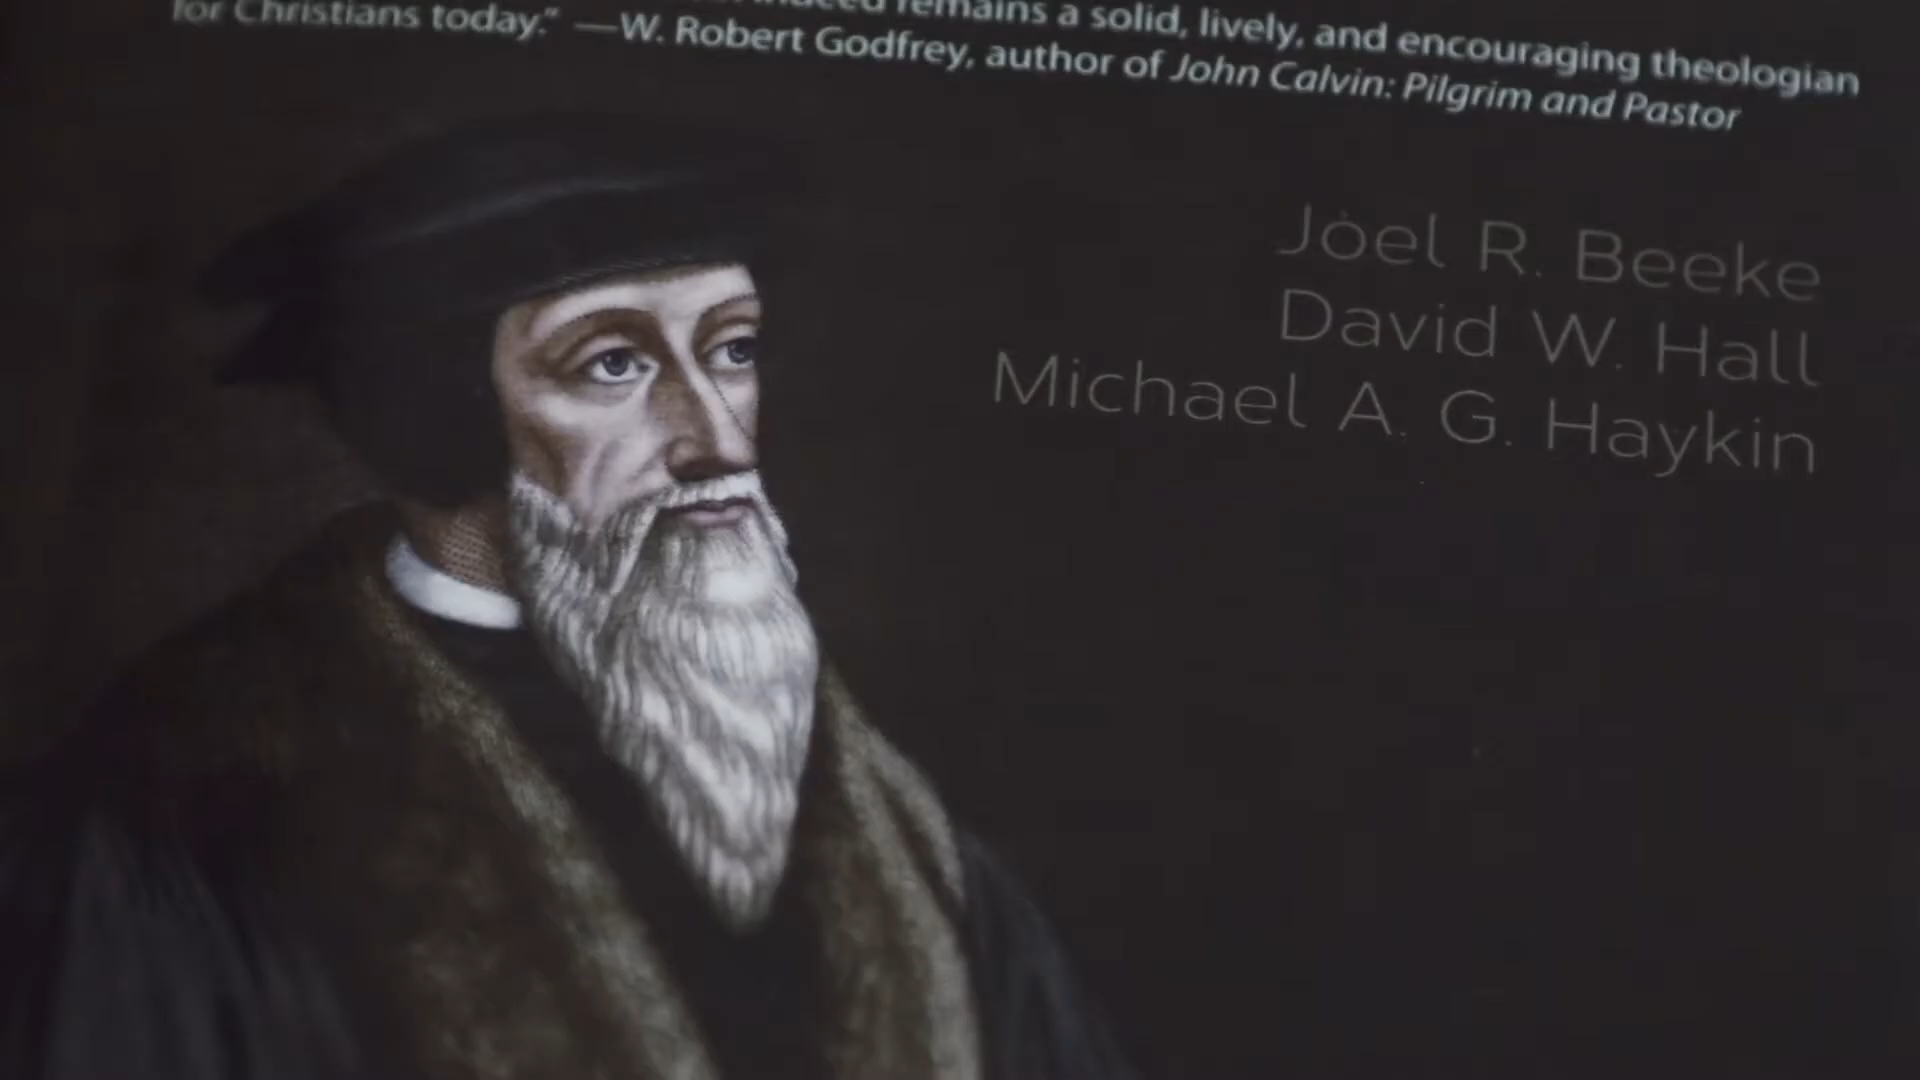 remains a solid, lively, and encouraging theologian
for Christians today.” —W. Robert Godfrey, author of John Calvin: Pilgrim and Pastor
Joel R. Beeke
David W. Hall
Michael A. G. Haykin